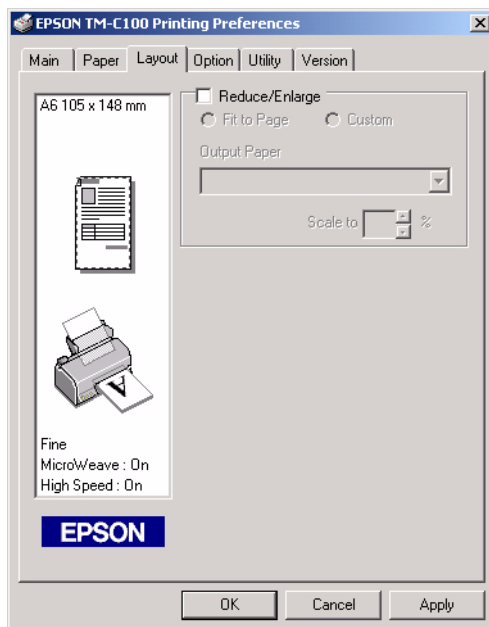 EPSON TM-C100 Printing Preferences
Main Paper Layout Option Utility Version
A6 105 x 148 mm
Reduce/Enlarge
Fit to Page Custom
Output Paper
Scale to %
A
Fine
MicroWeave : On
High Speed : On
EPSON
OK Cancel Apply